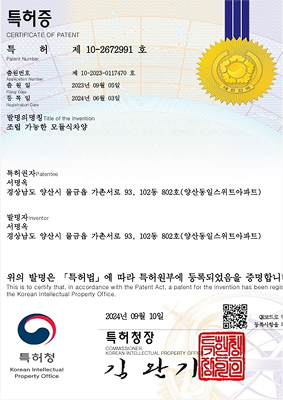 특허증
CERTIFICATE OF PATENT
특 허 제 10-2672991 호
Patent Number
출원번호 제 10-2023-0117470 호
Application Number
출원일 2023년 09월 05일
Filing Date
등록일 2024년 06월 03일
Registration Date
발명의명칭 Title of the Invention
조립 가능한 모듈식차양
특허권자 Patentee
서명옥
경상남도 양산시 물금읍 가촌서로 93, 102동 802호(양산동일스위트아파트)
발명자 Inventor
서명옥
경상남도 양산시 물금읍 가촌서로 93, 102동 802호(양산동일스위트아파트)
위의 발명은 「특허법」에 따라 특허원부에 등록되었음을 증명합니
This is to certify that, in accordance with the Patent Act, a patent for the invention has been regis
the Korean Intellectual Property Office.
2024년 09월 10일
QR코드로
등록사항을
특허청
Korean Intellectual
Property Office
특허청장
COMMISSIONER,
KOREAN INTELLECTUAL PROPERTY OFFI
김 완 기